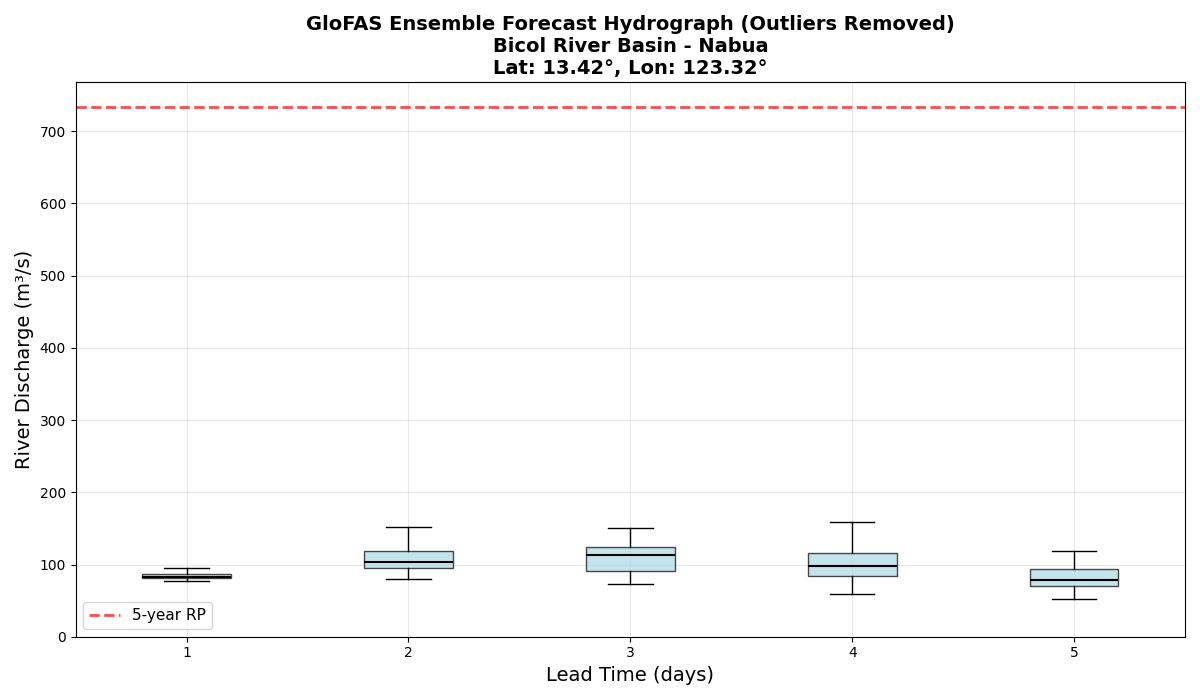 GloFAS Ensemble Forecast Hydrograph (Outliers Removed)
Bicol River Basin - Nabua
Lat: 13.42°, Lon: 123.32°
River Discharge (m³/s)
700
600
500
400
300
200
100
0
5-year RP
1 2 3 4 5
Lead Time (days)